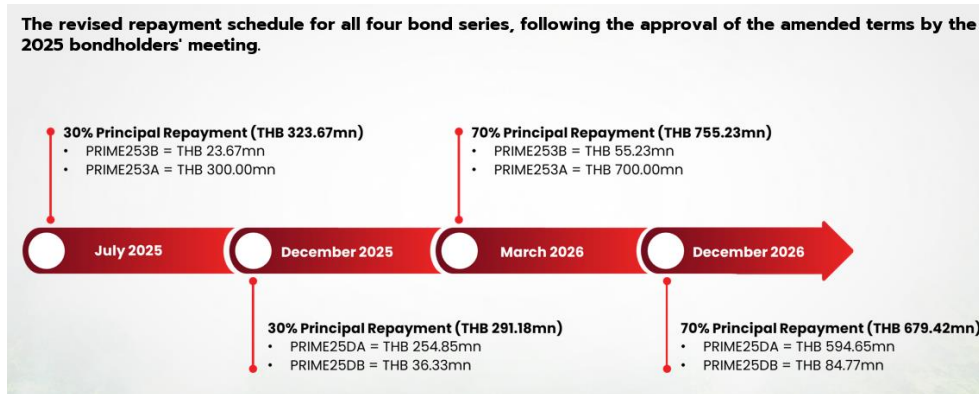 The revised repayment schedule for all four bond series, following the approval of the amended terms by the
2025 bondholders' meeting.
30% Principal Repayment (THB 323.67mn)
• PRIME253B = THB 23.67mn
• PRIME253A = THB 300.00mn
70% Principal Repayment (THB 755.23mn)
• PRIME253B = THB 55.23mn
• PRIME253A = THB 700.00mn
July 2025
December 2025
March 2026
December 2026
30% Principal Repayment (THB 291.18mn)
• PRIME25DA = THB 254.85mn
• PRIME25DB = THB 36.33mn
70% Principal Repayment (THB 679.42mn)
• PRIME25DA = THB 594.65mn
• PRIME25DB = THB 84.77mn